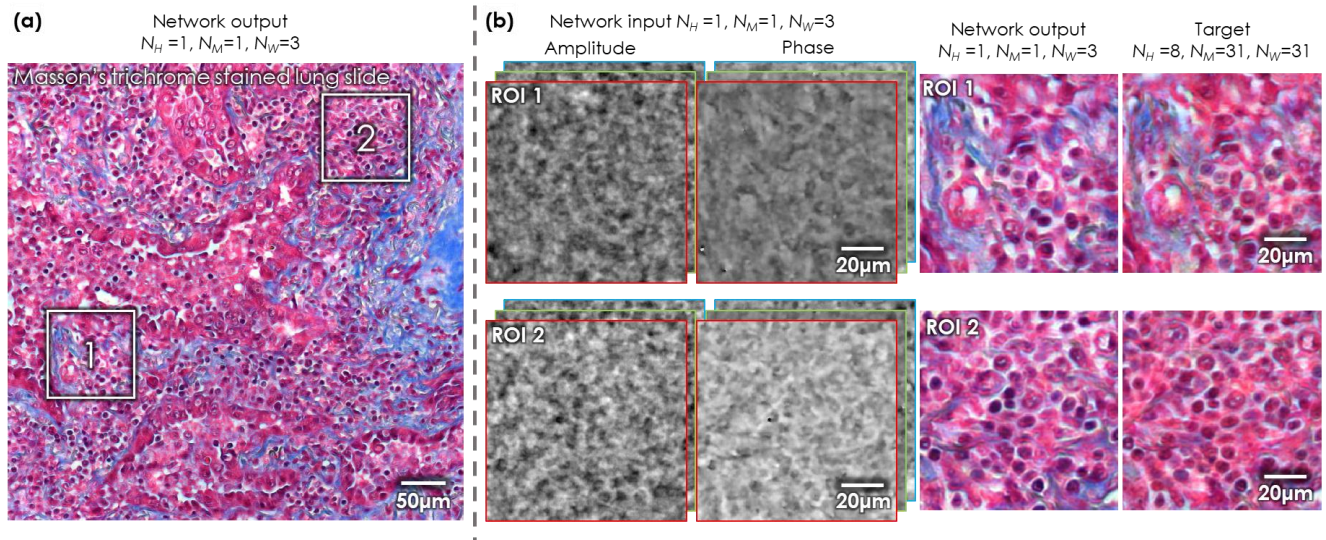 (a)
Network output
N_H =1, N_M=1, N_W=3
Masson's trichrome stained lung slide
2
1
50μm
(b)
Network input N_H =1, N_M=1, N_W=3
Amplitude
Phase
Network output
N_H =1, N_M=1, N_W=3
Target
N_H =8, N_M=31, N_W=31
ROI 1
20μm
ROI 1
20μm
ROI 2
20μm
ROI 2
20μm